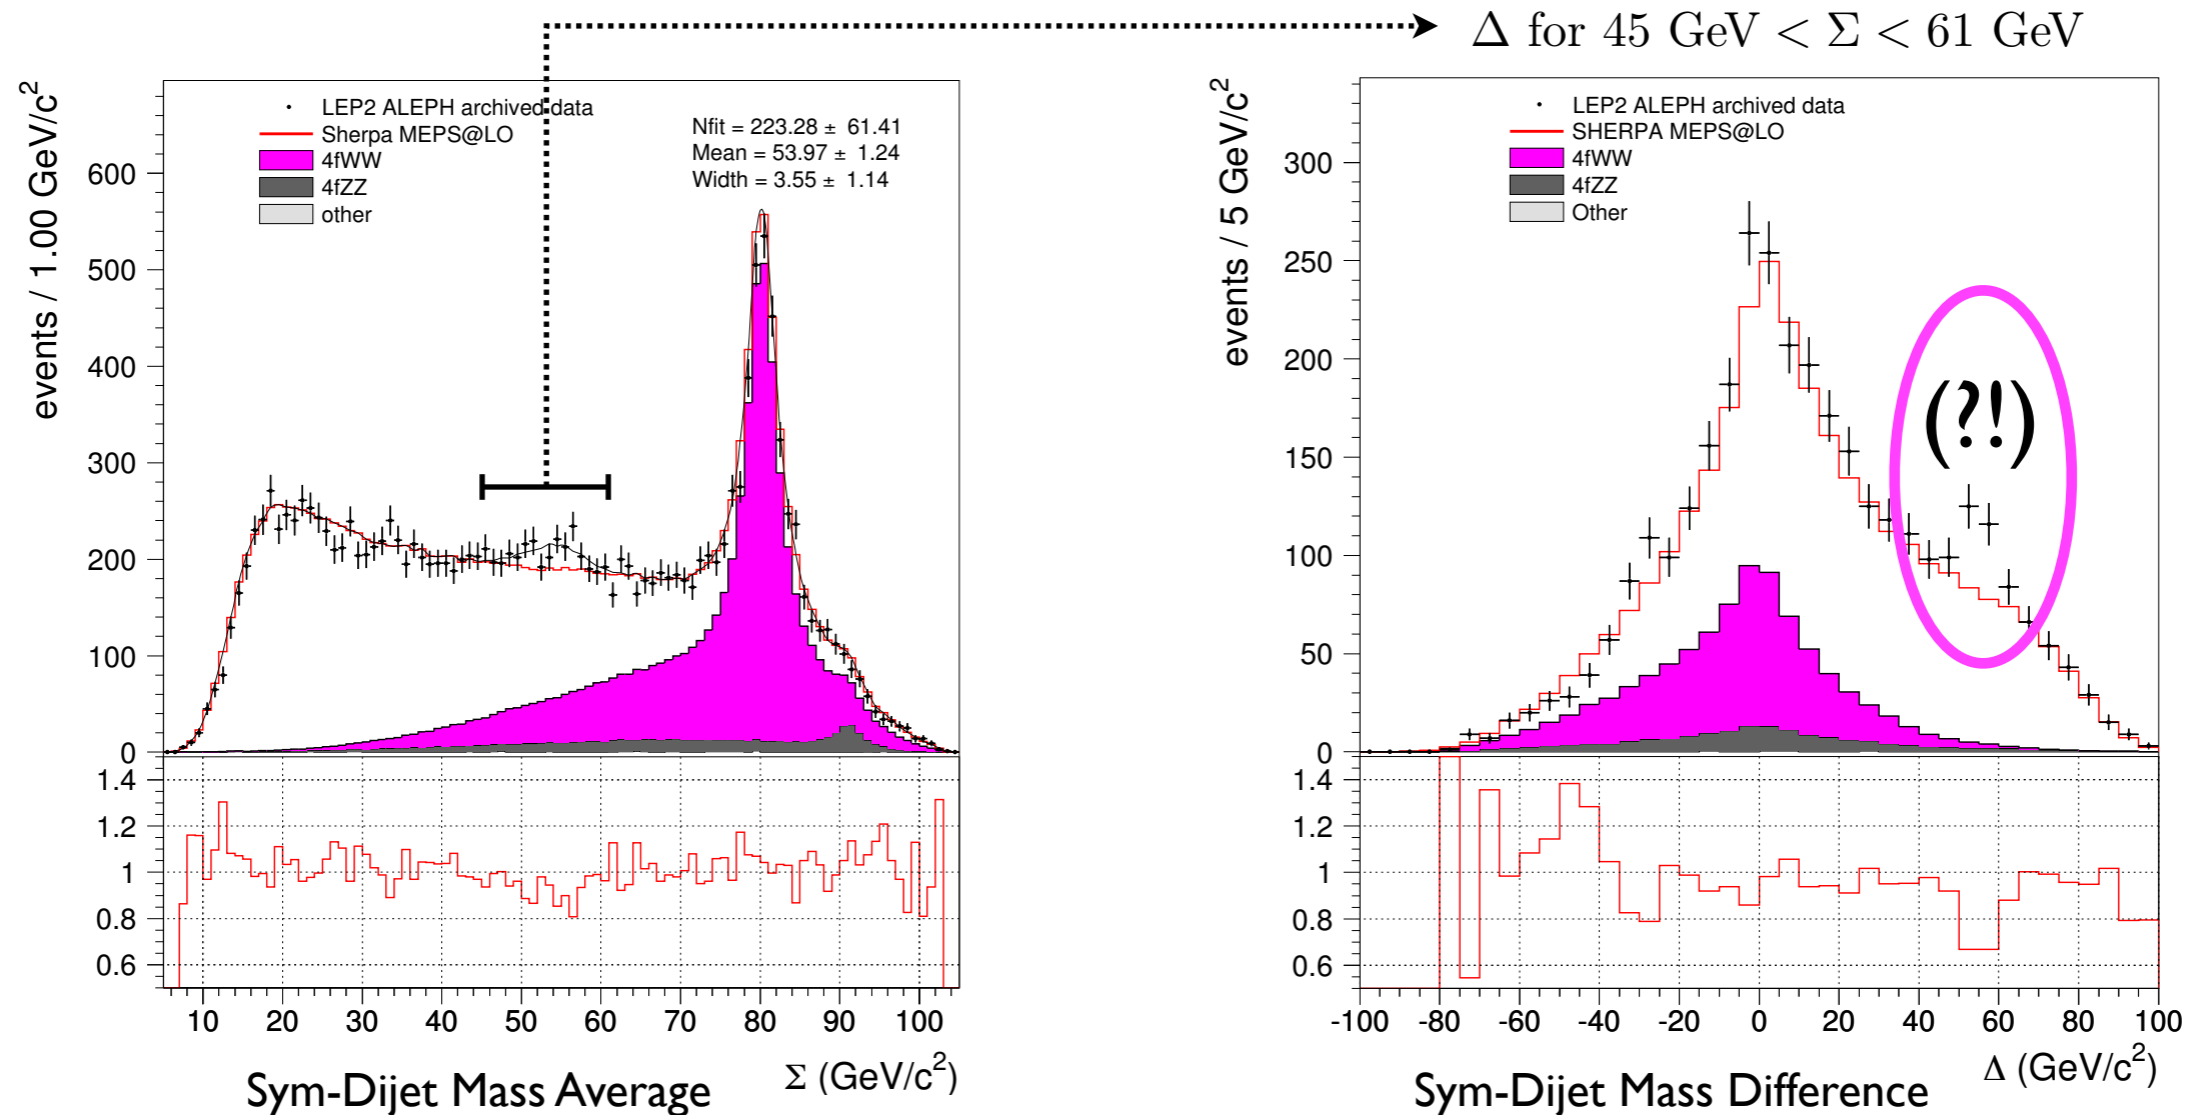 Δ for 45 GeV < Σ < 61 GeV
events / 1.00 GeV/c²
LEP2 ALEPH archived data
Sherpa MEPS@LO
4fWW
4fZZ
other
Nfit = 223.28 ± 61.41
Mean = 53.97 ± 1.24
Width = 3.55 ± 1.14
600
500
400
300
200
100
0
1.4
1.2
1
0.8
0.6
10 20 30 40 50 60 70 80 90 100
Σ (GeV/c²)
Sym-Dijet Mass Average
events / 5 GeV/c²
LEP2 ALEPH archived data
SHERPA MEPS@LO
4fWW
4fZZ
Other
(?!)
300
250
200
150
100
50
0
1.4
1.2
1
0.8
0.6
-100 -80 -60 -40 -20 0 20 40 60 80 100
Δ (GeV/c²)
Sym-Dijet Mass Difference